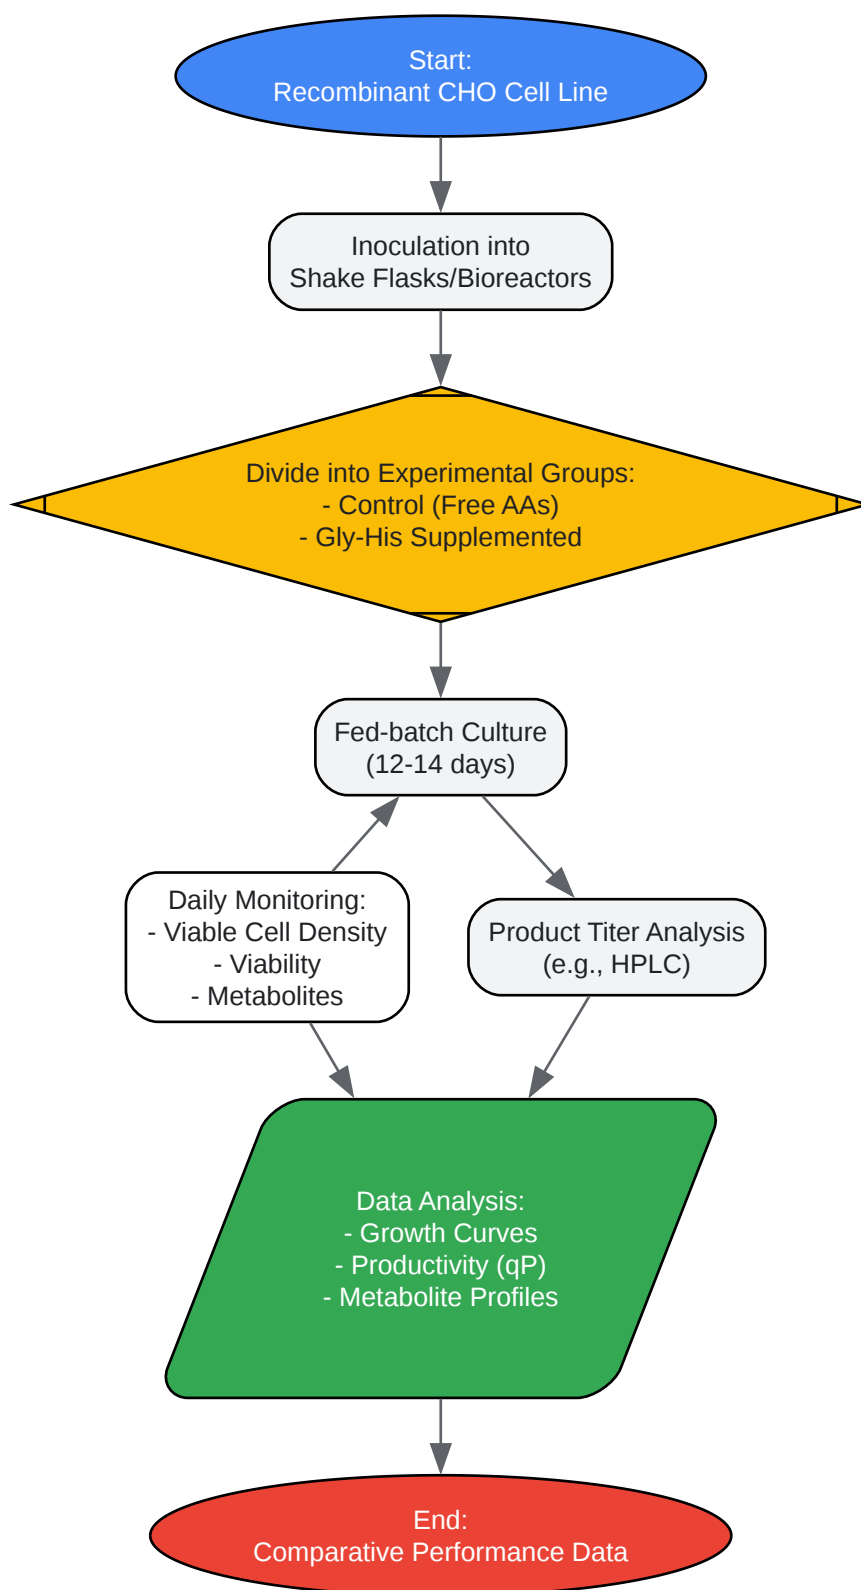 Start:
Recombinant CHO Cell Line
Inoculation into
Shake Flasks/Bioreactors
Divide into Experimental Groups:
- Control (Free AAs)
- Gly-His Supplemented
Fed-batch Culture
(12-14 days)
Daily Monitoring:
- Viable Cell Density
- Viability
- Metabolites
Product Titer Analysis
(e.g., HPLC)
Data Analysis:
- Growth Curves
- Productivity (qP)
- Metabolite Profiles
End:
Comparative Performance Data